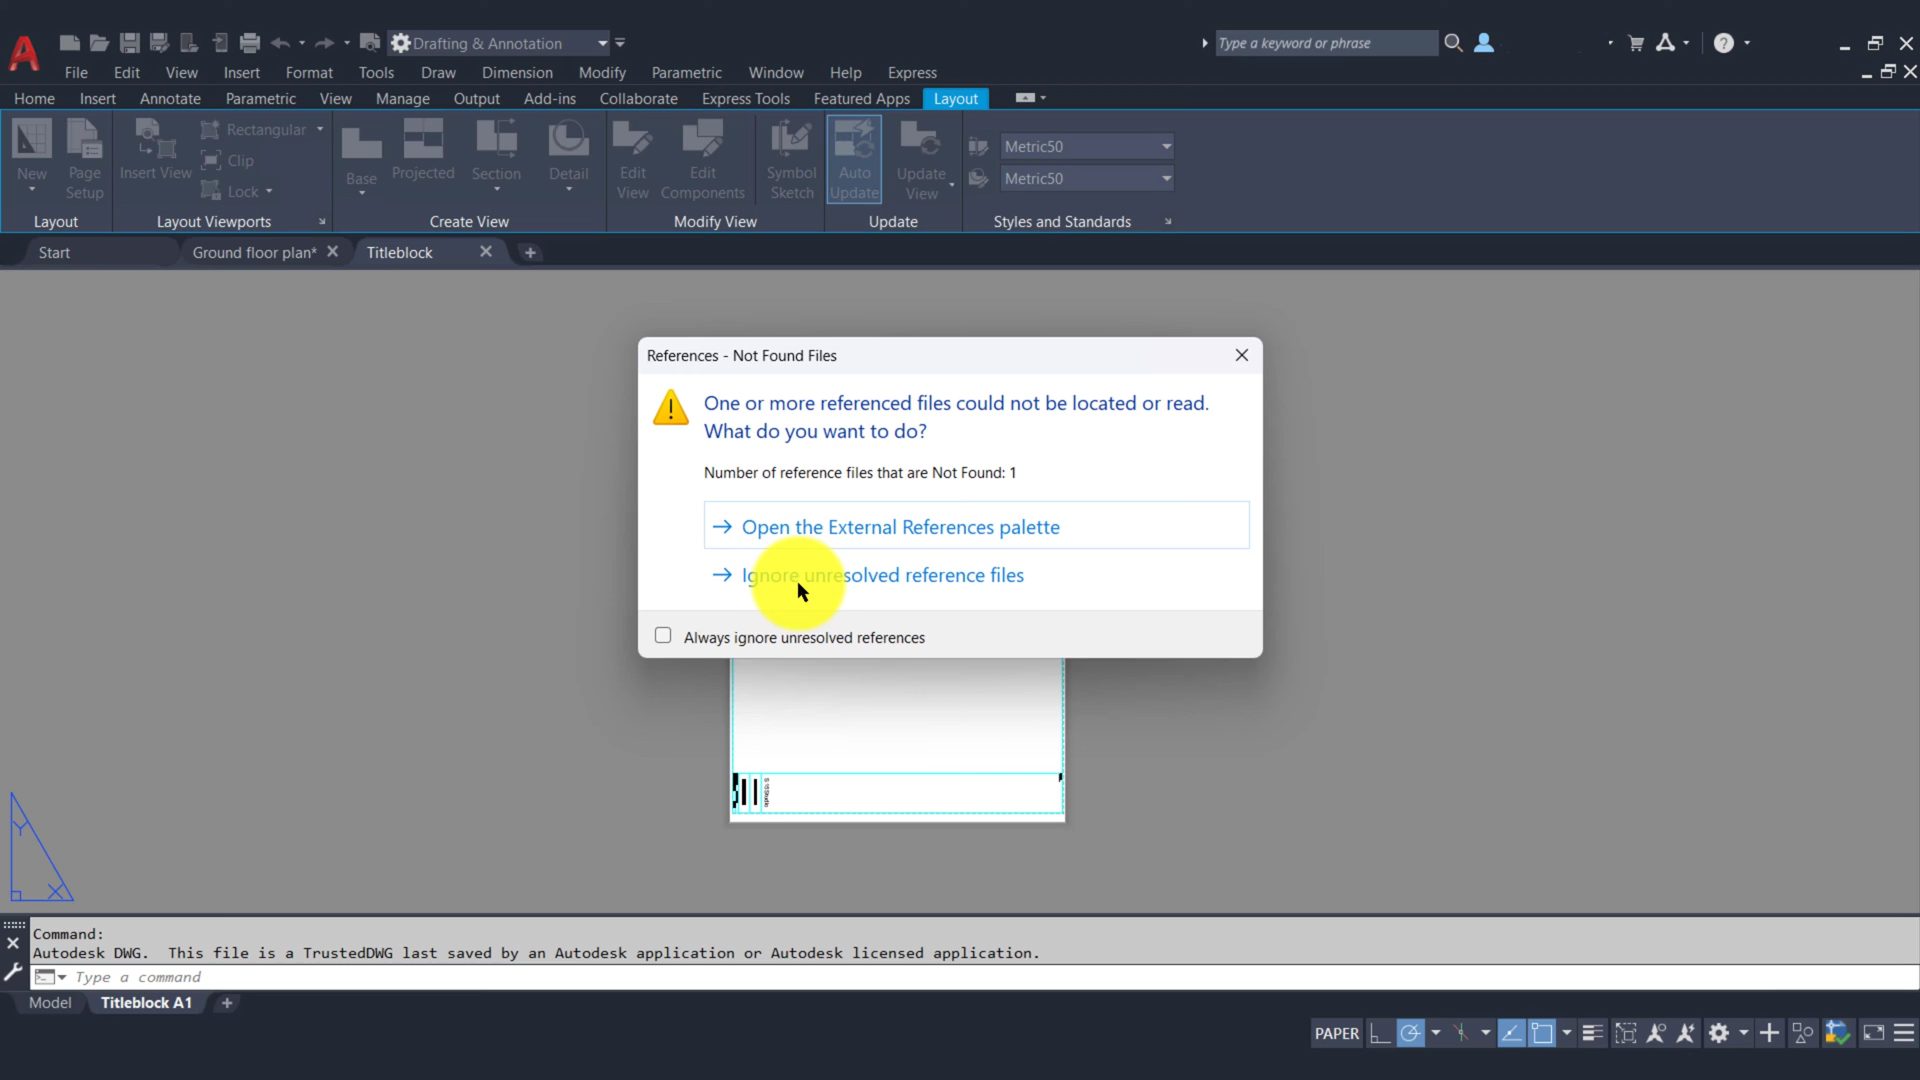 Drafting & Annotation
Type a keyword or phrase
File Edit View Insert Format Tools Draw Dimension Modify Parametric Window Help Express
Home Insert Annotate Parametric View Manage Output Add-ins Collaborate Express Tools Featured Apps Layout
New
Page
Setup
Insert View
Rectangular
Clip
Lock
Base
Projected
Section
Detail
Edit
View
Edit
Components
Symbol
Sketch
Auto
Update
Update
View
Metric50
Metric50
Layout Layout Viewports Create View Modify View Update Styles and Standards
Start Ground floor plan* Titleblock
References - Not Found Files
One or more referenced files could not be located or read.
What do you want to do?
Number of reference files that are Not Found: 1
Open the External References palette
Ignore unresolved reference files
Always ignore unresolved references
Y
X
Command:
Autodesk DWG. This file is a TrustedDWG last saved by an Autodesk application or Autodesk licensed application.
Type a command
Model Titleblock A1
PAPER